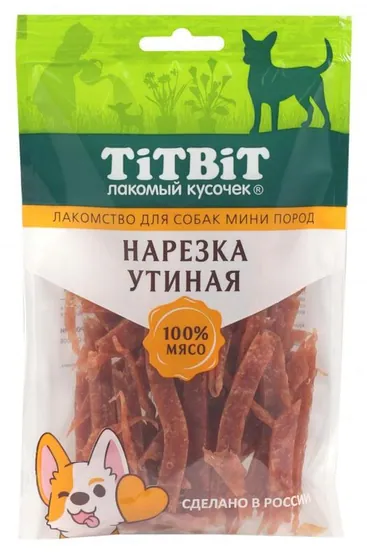 TiTBiT
лакомый кусочек®
ЛАКОМСТВО ДЛЯ СОБАК МИНИ ПОРОД
НАРЕЗКА
УТИНАЯ
100%
МЯСО
СДЕЛАНО В РОССИИ